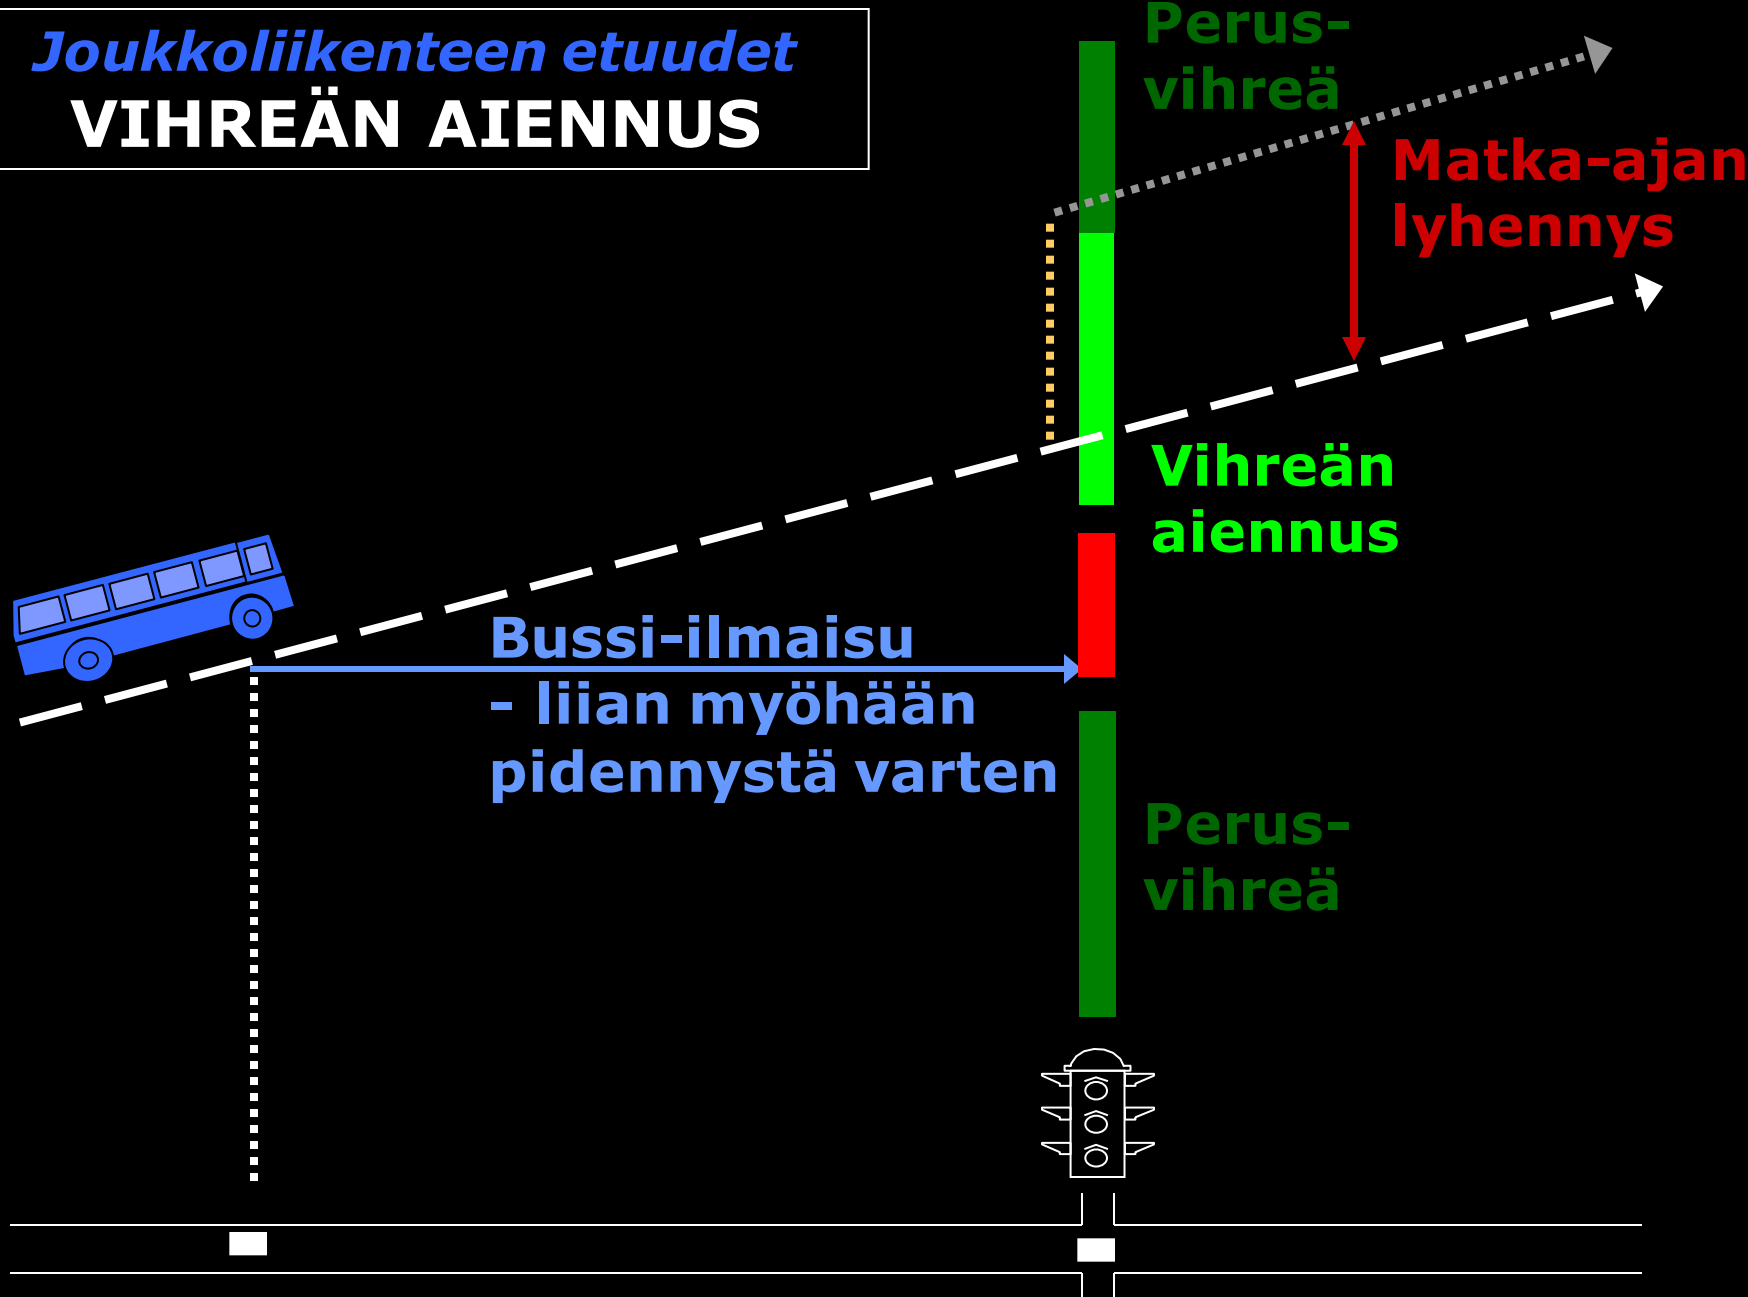 Joukkoliikenteen etuudet
VIHREÄN AIENNUS
Perus-
vihreä
Matka-ajan
lyhennys
Vihreän
aiennus
Bussi-ilmaisu
- liian myöhään
pidennystä varten
Perus-
vihreä